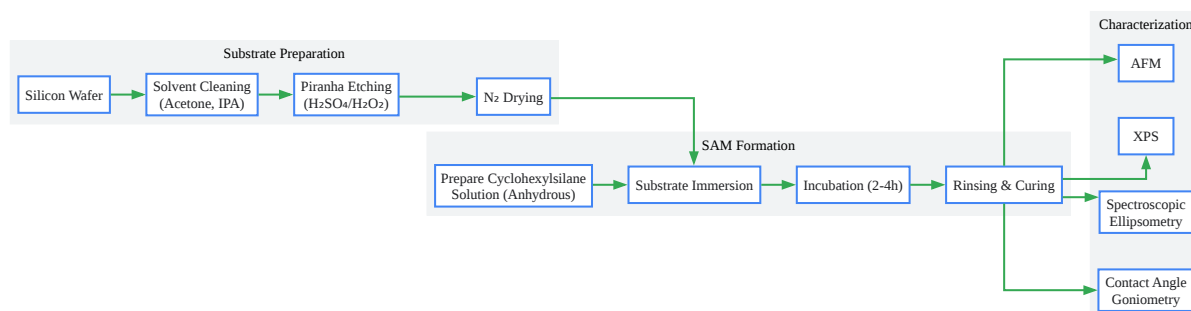 Substrate Preparation
Silicon Wafer
Solvent Cleaning
(Acetone, IPA)
Piranha Etching
(H₂SO₄/H₂O₂)
N₂ Drying
SAM Formation
Prepare Cyclohexylsilane
Solution (Anhydrous)
Substrate Immersion
Incubation (2-4h)
Rinsing & Curing
Characterization
AFM
XPS
Spectroscopic
Ellipsometry
Contact Angle
Goniometry